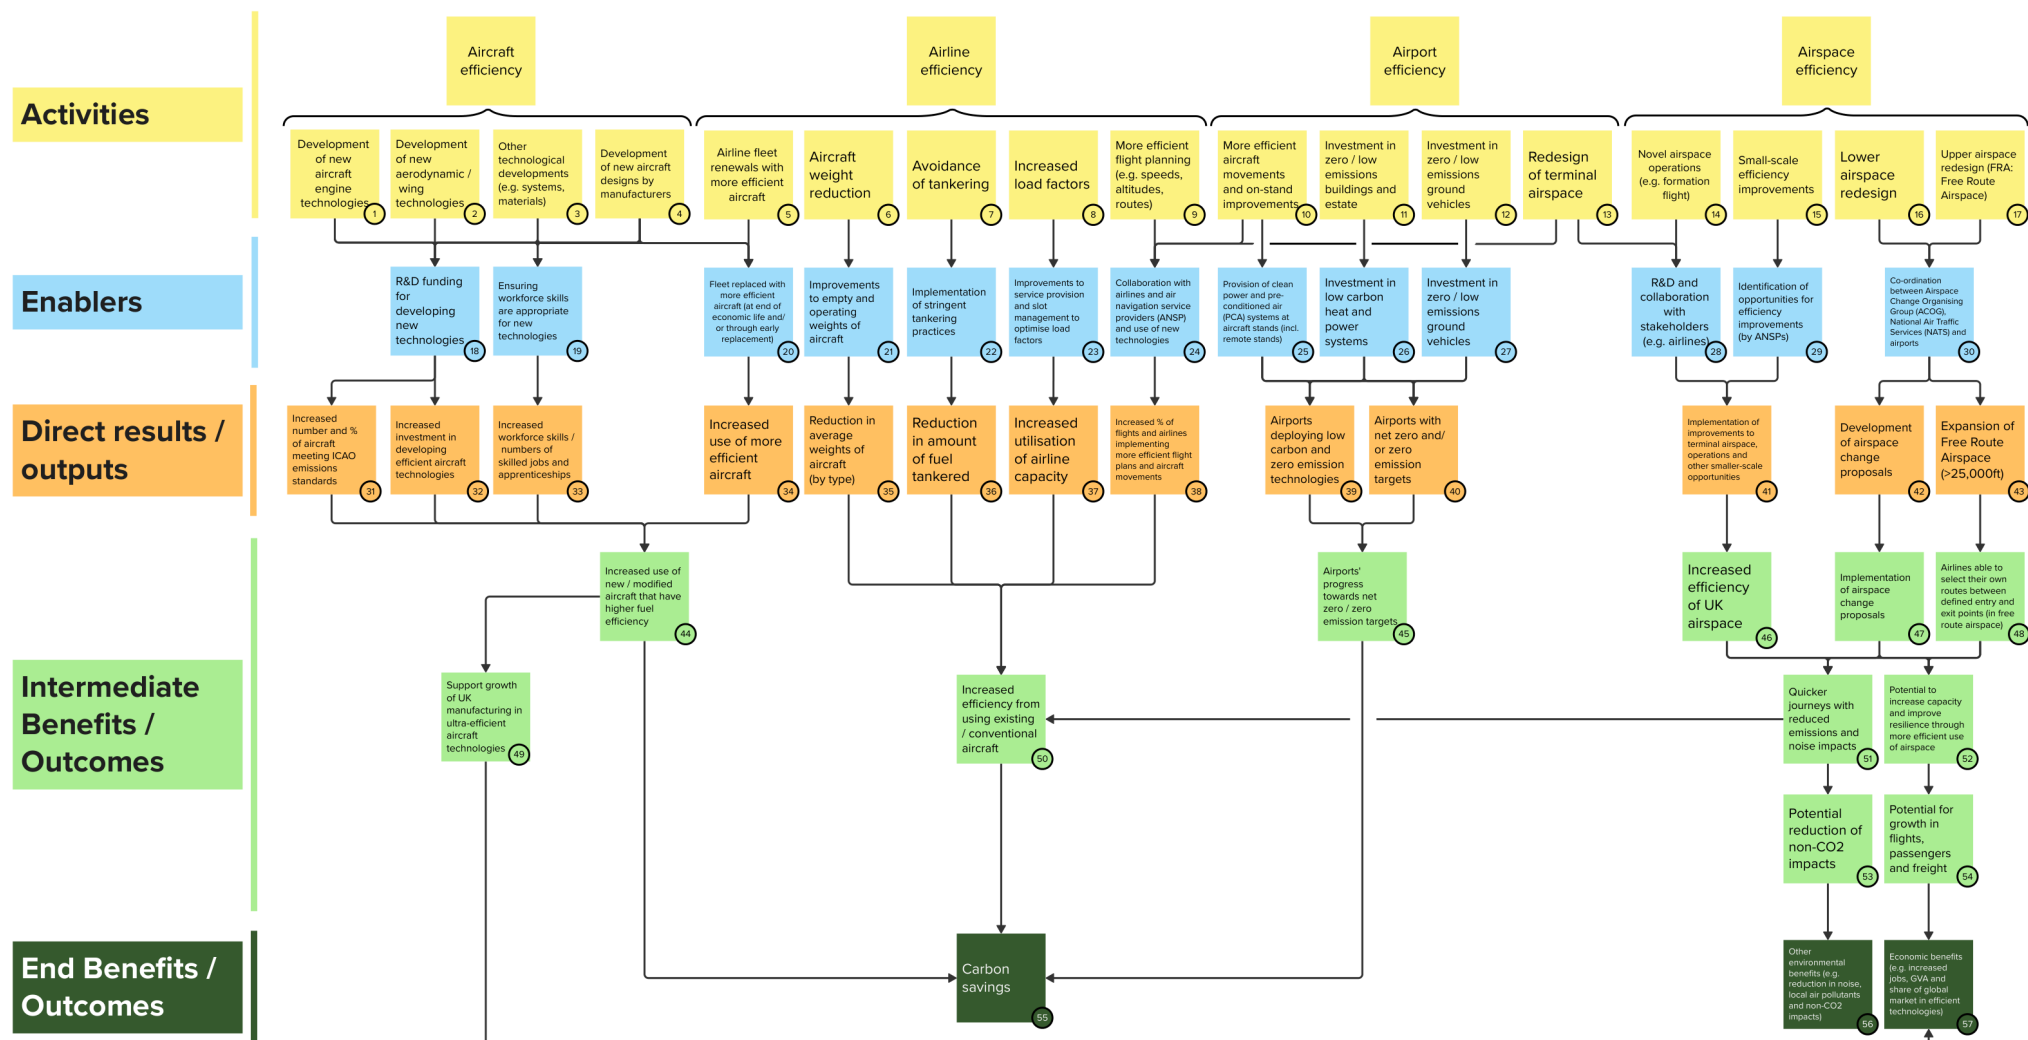 Aircraft
efficiency
Airline
efficiency
Airport
efficiency
Airspace
efficiency
Activities
Development
of new
aircraft
engine
technologies
1
Development
of new
aerodynamic /
wing
technologies
2
Other
technological
developments
(e.g. systems,
materials)
3
Development
of new aircraft
designs by
manufacturers
4
Airline fleet
renewals with
more efficient
aircraft
5
Aircraft
weight
reduction
6
Avoidance
of tankering
7
Increased
load factors
8
More efficient
flight planning
(e.g. speeds,
altitudes,
routes)
9
More efficient
aircraft
movements
and on-stand
improvements
10
Investment in
zero / low
emissions
buildings and
estate
11
Investment in
zero / low
emissions
ground
vehicles
12
Redesign
of terminal
airspace
13
Novel airspace
operations
(e.g. formation
flight)
14
Small-scale
efficiency
improvements
15
Lower
airspace
redesign
16
Upper airspace
redesign (FRA:
Free Route
Airspace)
17
Enablers
R&D funding
for
developing
new
technologies
18
Ensuring
workforce skills
are appropriate
for new
technologies
19
Fleet replaced with
more efficient
aircraft (at end of
economic life and/
or through early
replacement)
20
Improvements
to empty and
operating
weights of
aircraft
21
Implementation
of stringent
tankering
practices
22
Improvements to
service provision
and slot
management to
optimise load
factors
23
Collaboration with
airlines and air
navigation service
providers (ANSP)
and use of new
technologies
24
Provision of clean
power and pre-
conditioned air
(PCA) systems at
aircraft stands (incl.
remote stands)
25
Investment in
low carbon
heat and
power
systems
26
Investment in
zero / low
emissions
ground
vehicles
27
R&D and
collaboration
with
stakeholders
(e.g. airlines)
28
Identification of
opportunities for
efficiency
improvements
(by ANSPs)
29
Co-ordination
between Airspace
Change Organising
Group (ACOG),
National Air Traffic
Services (NATS) and
airports
30
Direct results /
outputs
Increased
number and %
of aircraft
meeting ICAO
emissions
standards
31
Increased
investment in
developing
efficient aircraft
technologies
32
Increased
workforce skills /
numbers of
skilled jobs and
apprenticeships
33
Increased
use of more
efficient
aircraft
34
Reduction in
average
weights of
aircraft
(by type)
35
Reduction
in amount
of fuel
tankered
36
Increased
utilisation
of airline
capacity
37
Increased % of
flights and airlines
implementing
more efficient flight
plans and aircraft
movements
38
Airports
deploying low
carbon and
zero emission
technologies
39
Airports with
net zero and/
or zero
emission
targets
40
Implementation of
improvements to
terminal airspace,
operations and
other smaller-scale
opportunities
41
Development
of airspace
change
proposals
42
Expansion of
Free Route
Airspace
(>25,000ft)
43
Intermediate
Benefits /
Outcomes
Increased use of
new / modified
aircraft that have
higher fuel
efficiency
44
Airports'
progress
towards net
zero / zero
emission targets
45
Increased
efficiency
of UK
airspace
46
Implementation
of airspace
change
proposals
47
Airlines able to
select their own
routes between
defined entry and
exit points (in free
route airspace)
48
Support growth
of UK
manufacturing in
ultra-efficient
aircraft
technologies
49
Increased
efficiency from
using existing
/ conventional
aircraft
50
Quicker
journeys with
reduced
emissions and
noise impacts
51
Potential to
increase capacity
and improve
resilience through
more efficient use
of airspace
52
Potential
reduction of
non-CO2
impacts
53
Potential for
growth in
flights,
passengers
and freight
54
End Benefits /
Outcomes
Carbon
savings
55
Other
environmental
benefits (e.g.
reduction in noise,
local air pollutants
and non-CO2
impacts)
56
Economic benefits
(e.g. increased
jobs, GVA and
share of global
market in efficient
technologies)
57